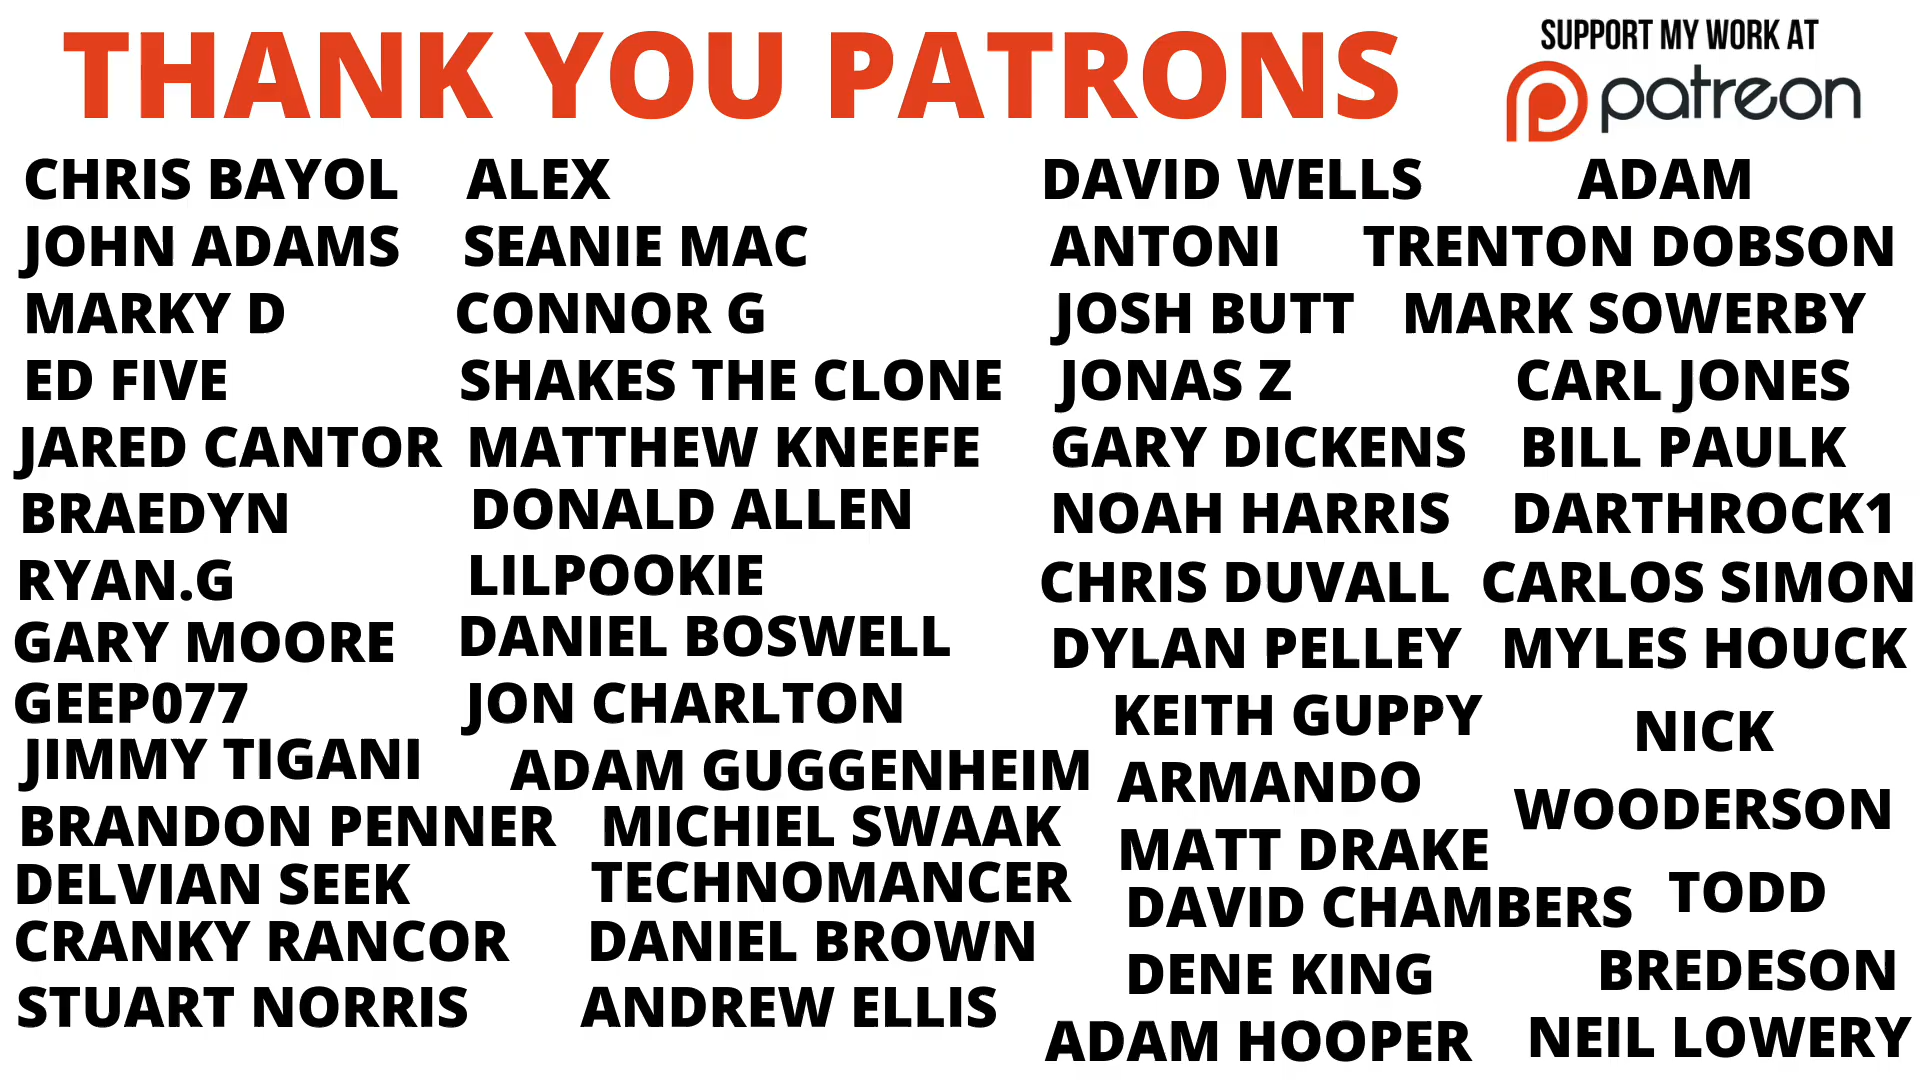 THANK YOU PATRONS
SUPPORT MY WORK AT
patreon
CHRIS BAYOL
JOHN ADAMS
MARKY D
ED FIVE
JARED CANTOR
BRAEDYN
RYAN.G
GARY MOORE
GEEP077
JIMMY TIGANI
BRANDON PENNER
DELVIAN SEEK
CRANKY RANCOR
STUART NORRIS
ALEX
SEANIE MAC
CONNOR G
SHAKES THE CLONE
MATTHEW KNEEFE
DONALD ALLEN
LILPOOKIE
DANIEL BOSWELL
JON CHARLTON
ADAM GUGGENHEIM
MICHIEL SWAAK
TECHNOMANCER
DANIEL BROWN
ANDREW ELLIS
DAVID WELLS
ANTONI
JOSH BUTT
JONAS Z
GARY DICKENS
NOAH HARRIS
CHRIS DUVALL
DYLAN PELLEY
KEITH GUPPY
ARMANDO
MATT DRAKE
DAVID CHAMBERS
DENE KING
ADAM HOOPER
ADAM
TRENTON DOBSON
MARK SOWERBY
CARL JONES
BILL PAULK
DARTHROCK1
CARLOS SIMON
MYLES HOUCK
NICK
WOODERSON
TODD
BREDESON
NEIL LOWERY